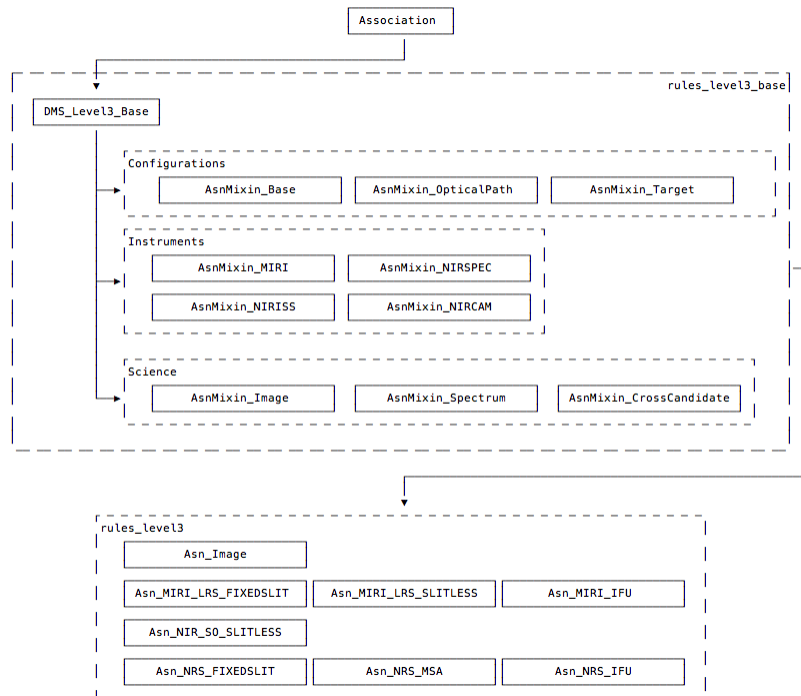 Association
rules_level3_base
DMS_Level3_Base
Configurations
AsnMixin_Base AsnMixin_OpticalPath AsnMixin_Target
Instruments
AsnMixin_MIRI AsnMixin_NIRSPEC
AsnMixin_NIRISS AsnMixin_NIRCAM
Science
AsnMixin_Image AsnMixin_Spectrum AsnMixin_CrossCandidate
rules_level3
Asn_Image
Asn_MIRI_LRS_FIXEDSLIT Asn_MIRI_LRS_SLITLESS Asn_MIRI_IFU
Asn_NIR_SO_SLITLESS
Asn_NRS_FIXEDSLIT Asn_NRS_MSA Asn_NRS_IFU